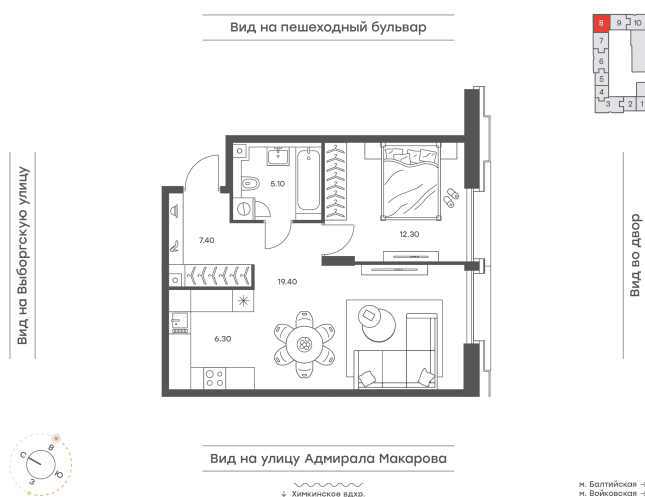 Вид на пешеходный бульвар
8 9 10
7
6
5
4
3 2 1
Вид на Выборгскую улицу
Вид во двор
5.10
12.30
7.40
19.40
6.30
Вид на улицу Адмирала Макарова
В
С
Ю
З
↓ Химкинское вдхр.
м. Балтийская
м. Войковская